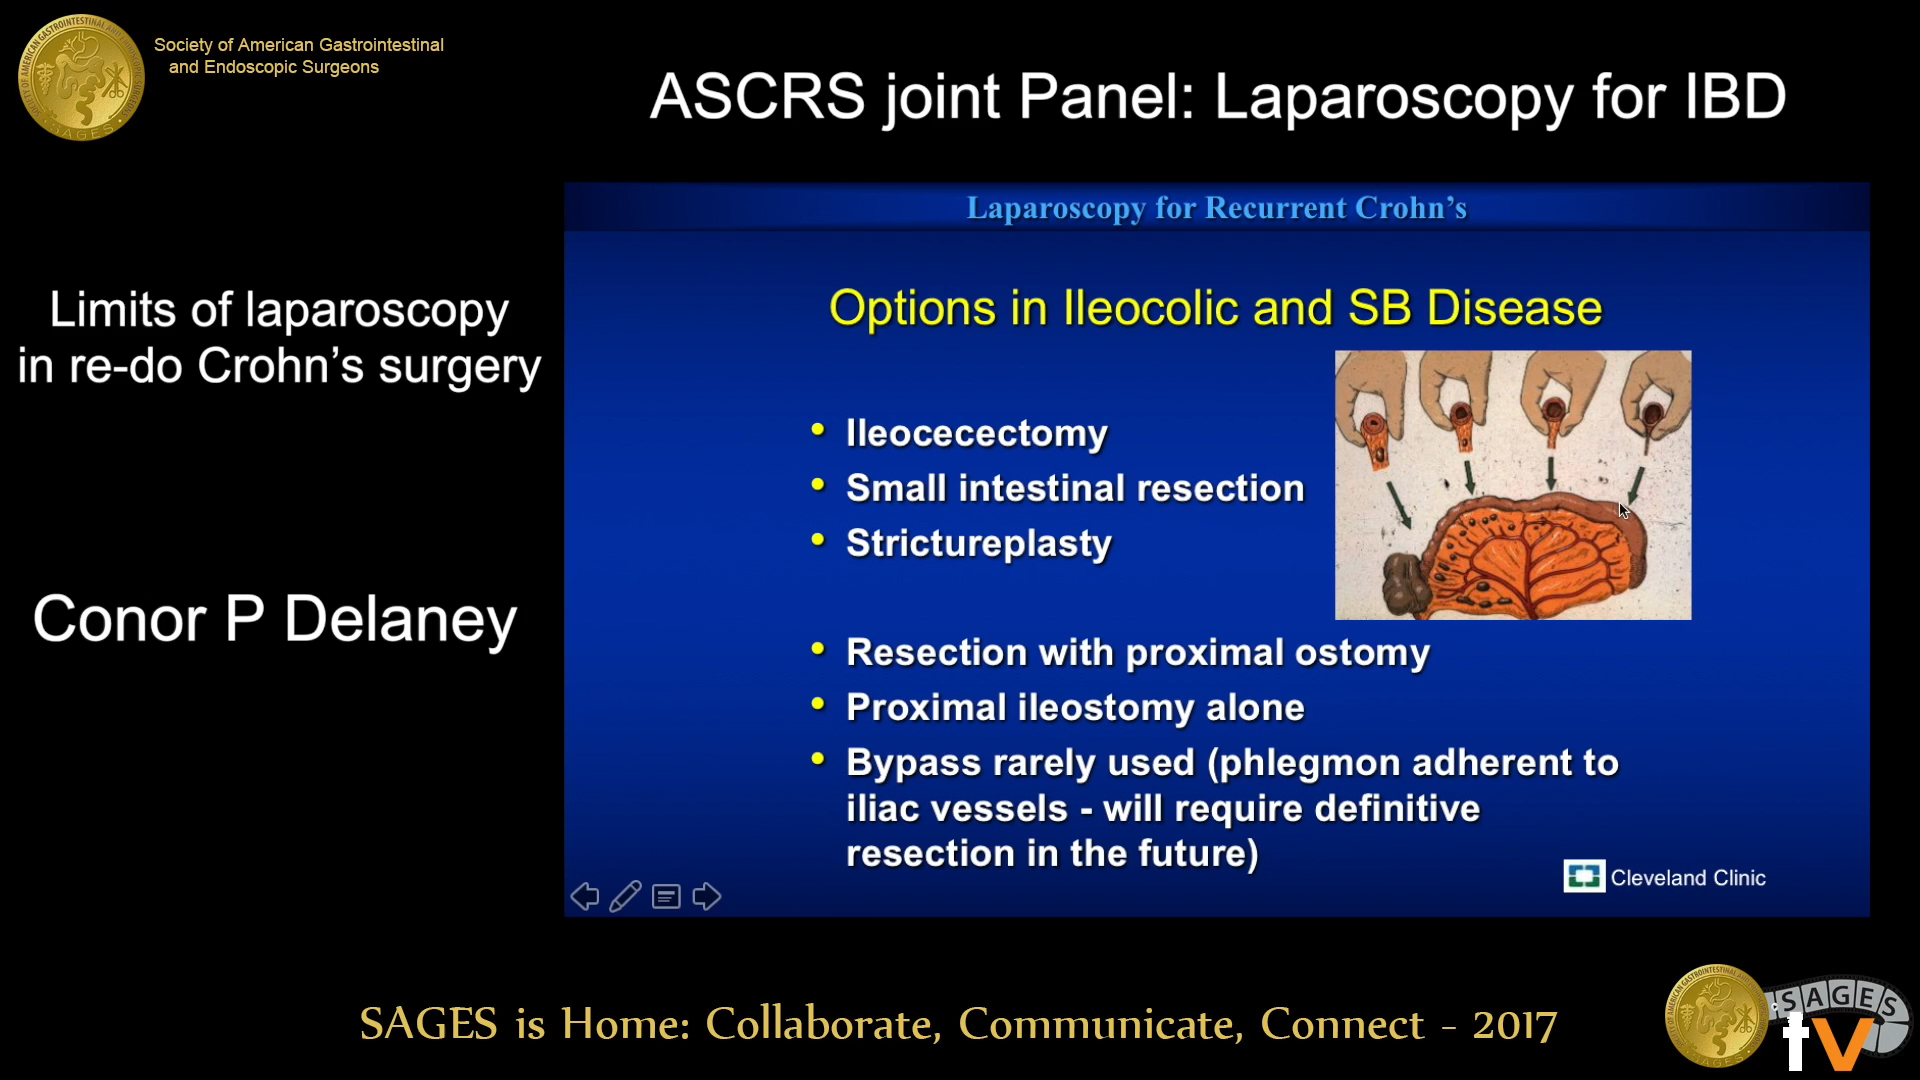 Society of American Gastrointestinal
and Endoscopic Surgeons
ASCRS joint Panel: Laparoscopy for IBD
Limits of laparoscopy
in re-do Crohn’s surgery
Conor P Delaney
Laparoscopy for Recurrent Crohn’s
Options in Ileocolic and SB Disease
• Ileocecectomy
• Small intestinal resection
• Strictureplasty
• Resection with proximal ostomy
• Proximal ileostomy alone
• Bypass rarely used (phlegmon adherent to
iliac vessels - will require definitive
resection in the future)
Cleveland Clinic
SAGES is Home: Collaborate, Communicate, Connect - 2017
SAGES
tv